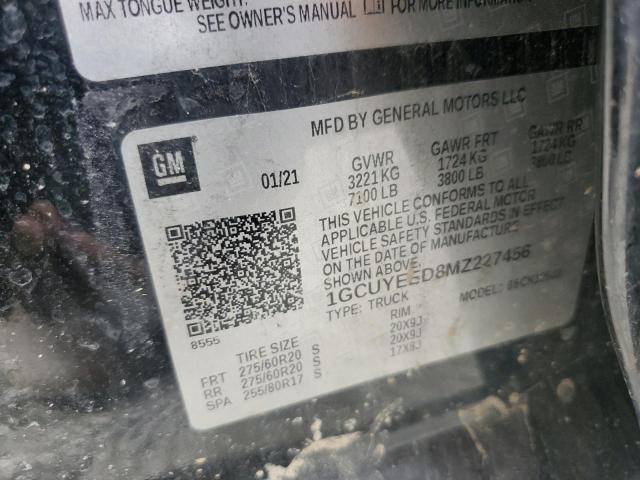 MAX TONGUE WEIGHT:
SEE OWNER'S MANUAL FOR MORE INFORMATION
MFD BY GENERAL MOTORS LLC
GM
01/21
GVWR GAWR FRT GAWR RR
3221 KG 1724 KG 1724 KG
7100 LB 3800 LB 3800 LB
THIS VEHICLE CONFORMS TO ALL
APPLICABLE U.S. FEDERAL MOTOR
VEHICLE SAFETY STANDARDS IN EFFECT
ON THE DATE OF MANUFACTURE
SHOWN ABOVE.
1GCUYEED8MZ227456
TYPE: TRUCK MODEL:
8555
TIRE SIZE RIM
FRT 275/60R20 S 20X9J
RR 275/60R20 S 20X9J
SPA 255/80R17 S 17X8J